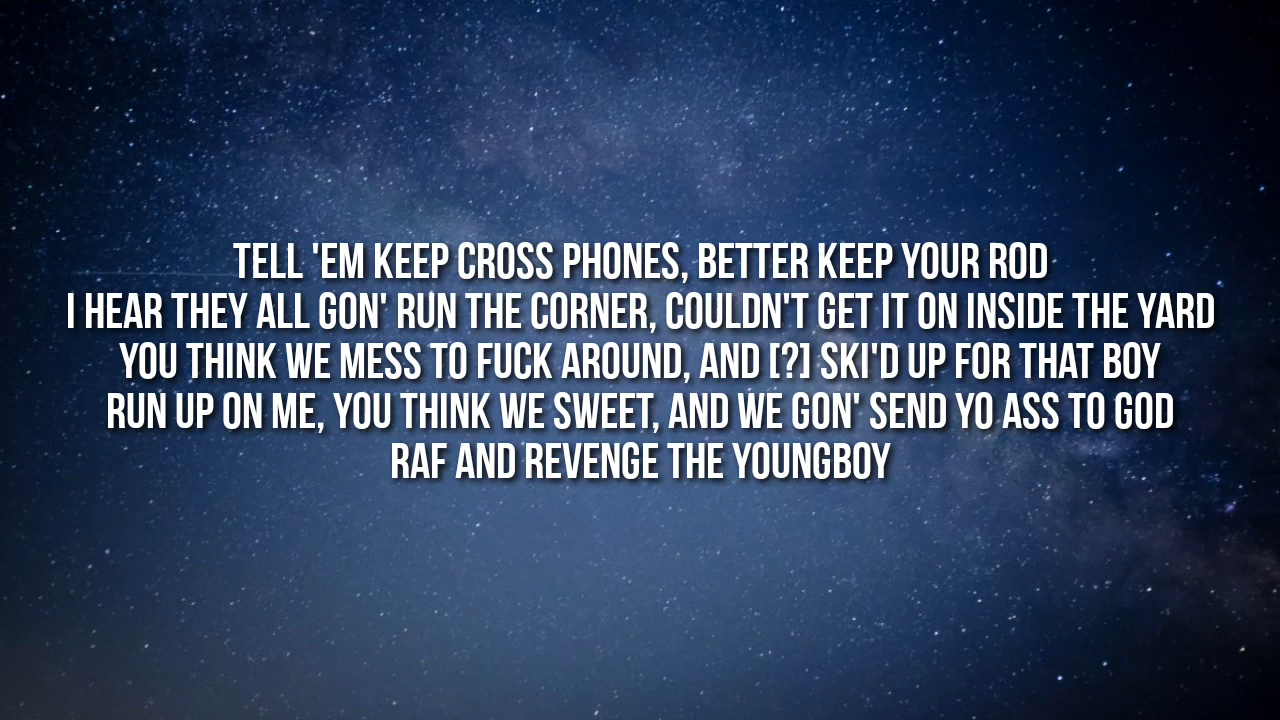 TELL 'EM KEEP CROSS PHONES, BETTER KEEP YOUR ROD
I HEAR THEY ALL GON' RUN THE CORNER, COULDN'T GET IT ON INSIDE THE YARD
YOU THINK WE MESS TO FUCK AROUND, AND [?] SKI'D UP FOR THAT BOY
RUN UP ON ME, YOU THINK WE SWEET, AND WE GON' SEND YO ASS TO GOD
RAF AND REVENGE THE YOUNGBOY